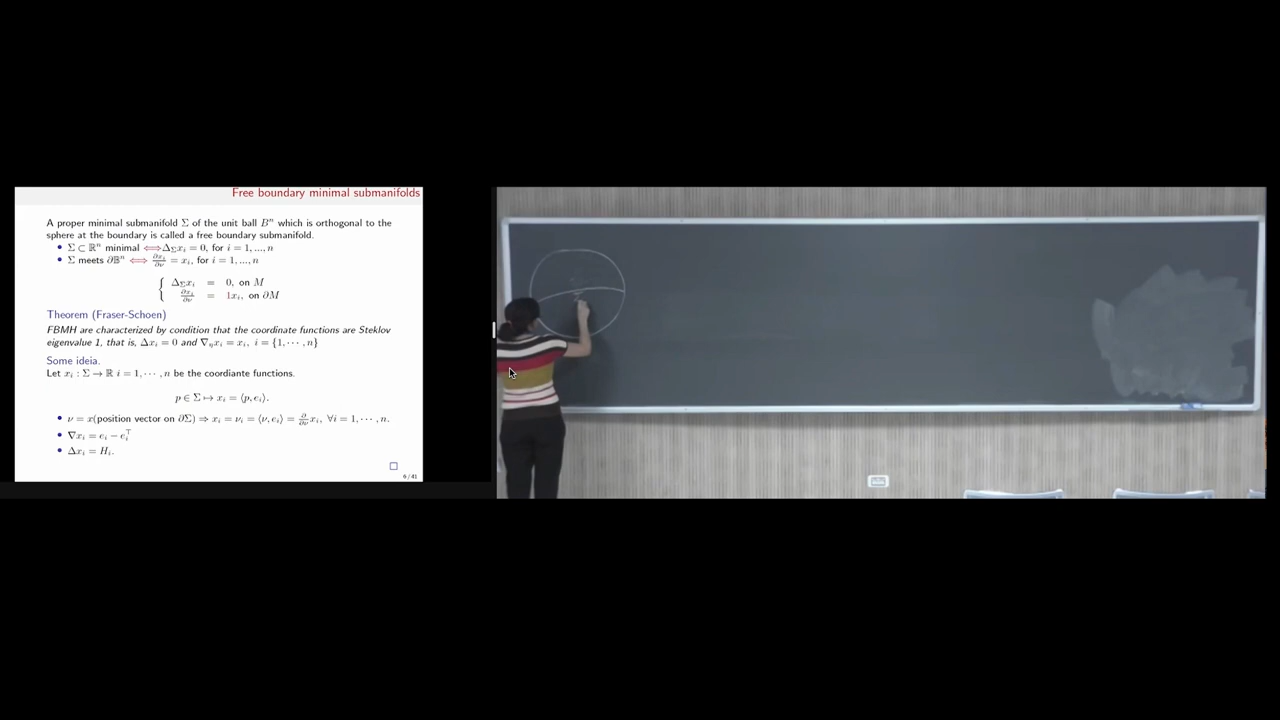 Free boundary minimal submanifolds
A proper minimal submanifold Σ of the unit ball Bⁿ which is orthogonal to the
sphere at the boundary is called a free boundary submanifold.
• Σ ⊂ ℝⁿ minimal ⟺ Δ_Σ x_i = 0, for i = 1, ..., n
• Σ meets ∂𝔹ⁿ ⟺ ∂x_i/∂ν = x_i, for i = 1, ..., n
{ Δ_Σ x_i = 0, on M
∂x_i/∂ν = 1x_i, on ∂M
Theorem (Fraser-Schoen)
FBMH are characterized by condition that the coordinate functions are Steklov
eigenvalue 1, that is, Δx_i = 0 and ∇_η x_i = x_i, i = {1, ⋯ , n}
Some ideia.
Let x_i : Σ → ℝ i = 1, ⋯ , n be the coordiante functions.
p ∈ Σ ↦ x_i = ⟨p, e_i⟩.
• ν = x(position vector on ∂Σ) ⇒ x_i = ν_i = ⟨ν, e_i⟩ = ∂/∂ν x_i, ∀i = 1, ⋯ , n.
• ∇x_i = e_i − e_i^⊤
• Δx_i = H_i.
□
6 / 41